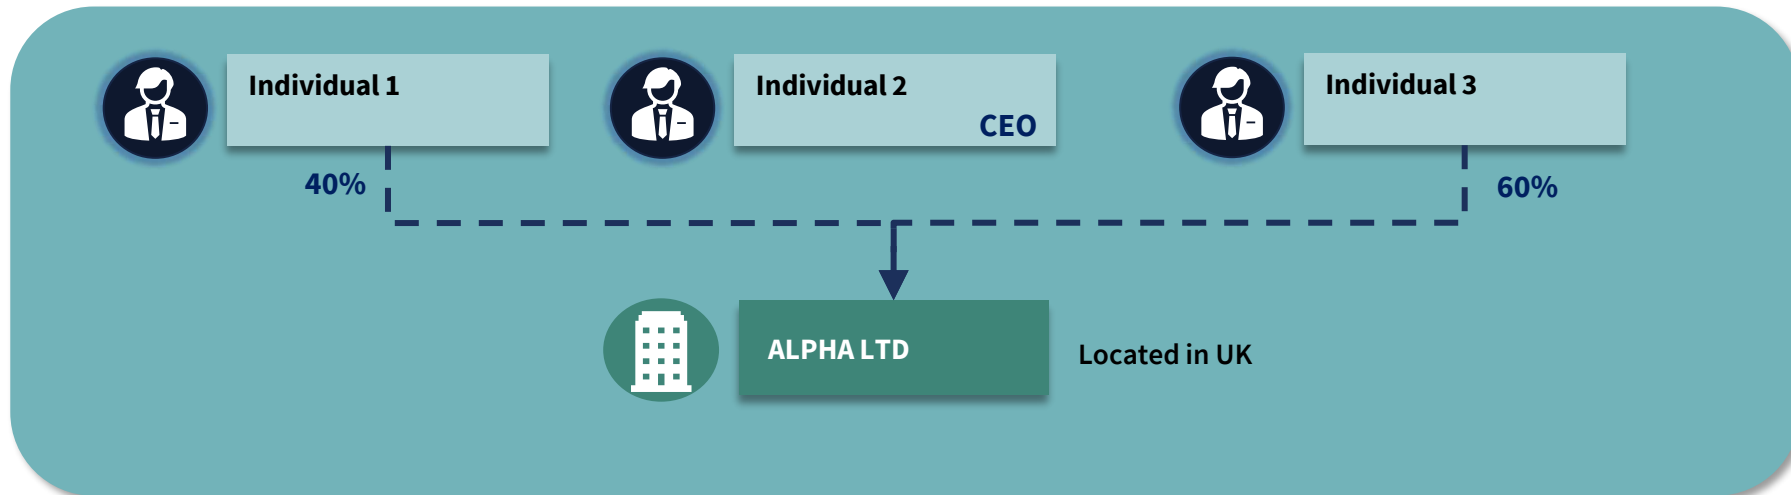 Individual 1
Individual 2
CEO
Individual 3
40%
60%
ALPHA LTD
Located in UK